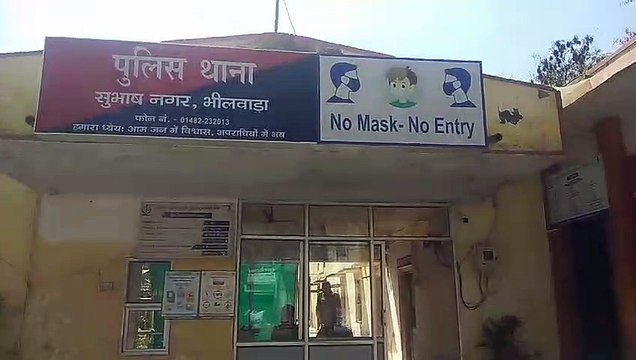 पुलिस थाना
सुभाष नगर, भीलवाड़ा
फोन नं. - 01482-232013
हमारा ध्येय: आम जन में विश्वास, अपराधियों में भय
No Mask- No Entry